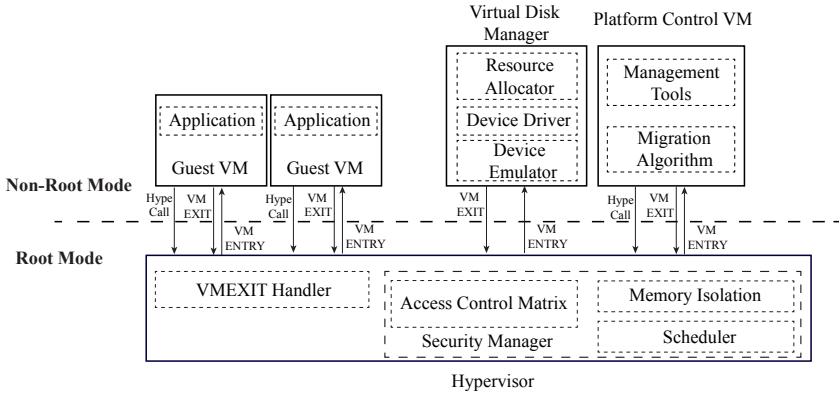 Virtual Disk
Manager
Platform Control VM
Resource
Allocator
Device Driver
Device
Emulator
Management
Tools
Migration
Algorithm
Application
Guest VM
Application
Guest VM
Non-Root Mode
Hype
Call
VM
EXIT
VM
ENTRY
Hype
Call
VM
EXIT
VM
ENTRY
VM
EXIT
VM
ENTRY
Hype
Call
VM
EXIT
VM
ENTRY
Root Mode
VMEXIT Handler
Access Control Matrix
Security Manager
Memory Isolation
Scheduler
Hypervisor